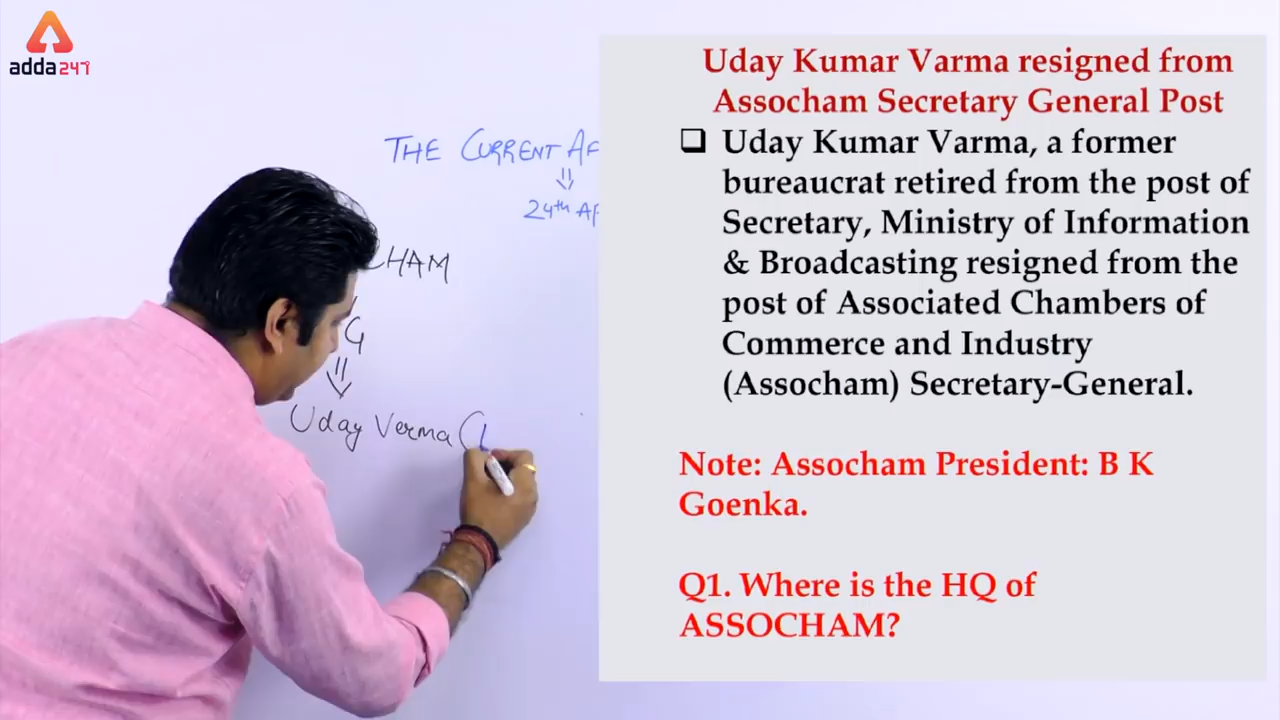 adda247
THE CURRENT AF
24th AF
CHAM
G
Uday Verma (
Uday Kumar Varma resigned from
Assocham Secretary General Post
❑ Uday Kumar Varma, a former
bureaucrat retired from the post of
Secretary, Ministry of Information
& Broadcasting resigned from the
post of Associated Chambers of
Commerce and Industry
(Assocham) Secretary-General.
Note: Assocham President: B K
Goenka.
Q1. Where is the HQ of
ASSOCHAM?